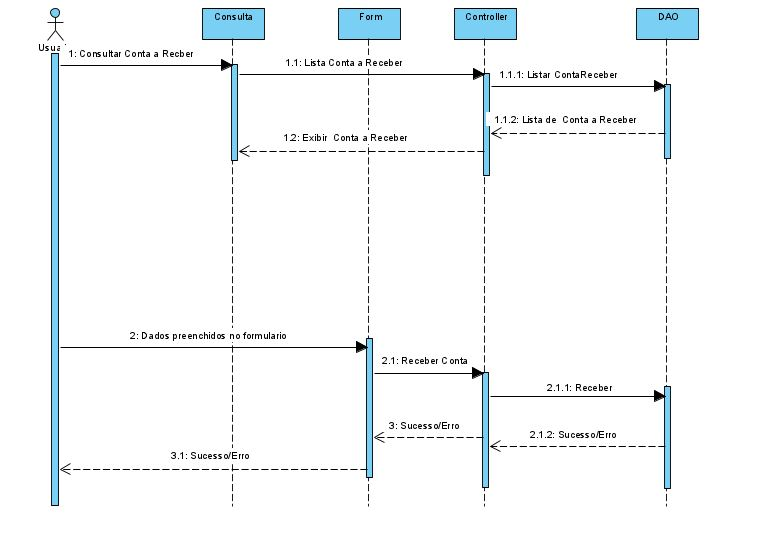 Consulta
Form
Controller
DAO
Usua
1: Consultar Conta a Recber
1.1: Lista Conta a Receber
1.1.1: Listar ContaReceber
1.1.2: Lista de Conta a Receber
1.2: Exibir Conta a Receber
2: Dados preenchidos no formulario
2.1: Receber Conta
2.1.1: Receber
3: Sucesso/Erro
2.1.2: Sucesso/Erro
3.1: Sucesso/Erro